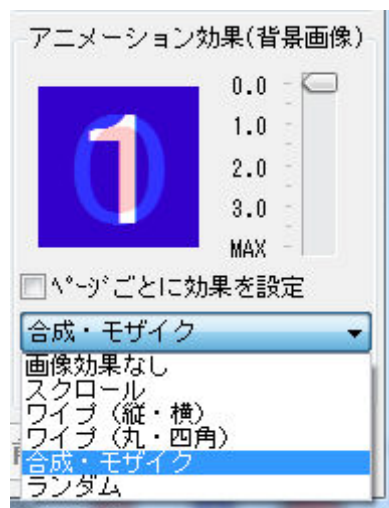 アニメーション効果(背景画像)
0.0
1.0
2.0
3.0
MAX
10
ﾍﾟｰｼﾞごとに効果を設定
合成・モザイク
画像効果なし
スクロール
ワイプ（縦・横）
ワイプ（丸・四角）
合成・モザイク
ランダム